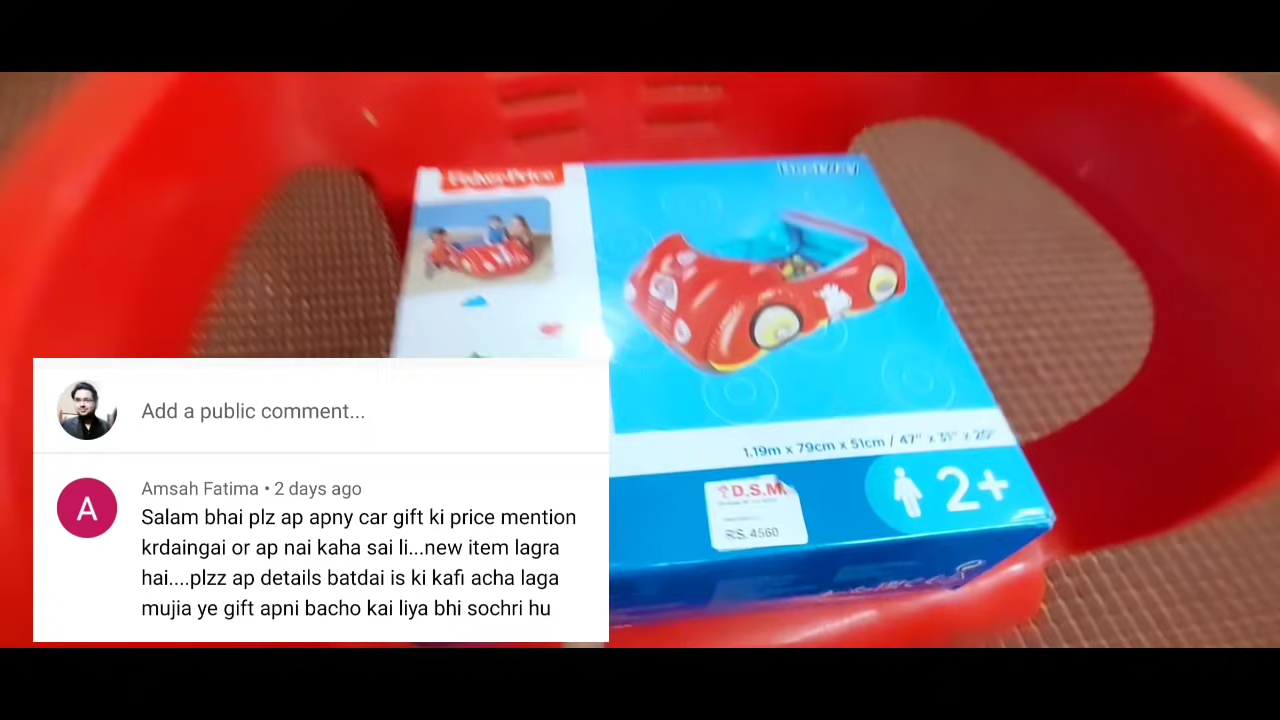 Fisher-Price
Bestway
1.19m x 79cm x 51cm / 47" x 31" x 20"
D.S.M.
RS. 4560
2+
Add a public comment...
A
Amsah Fatima • 2 days ago
Salam bhai plz ap apny car gift ki price mention
krdaingai or ap nai kaha sai li...new item lagra
hai....plzz ap details batdai is ki kafi acha laga
mujia ye gift apni bacho kai liya bhi sochri hu